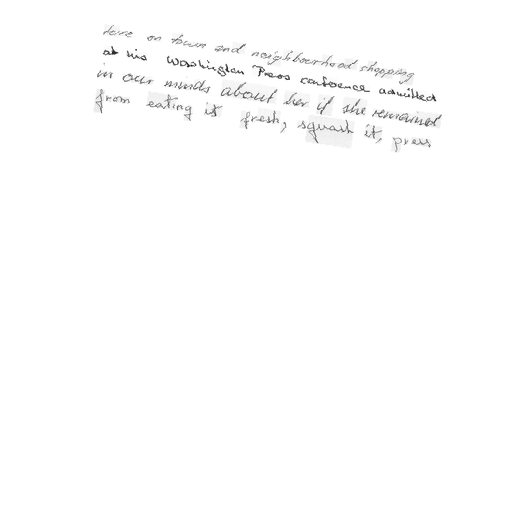 here on town and neighbourhood shopping
at his Washington Press conference admitted
in our minds about her if she remained
from eating it fresh, squash it, press